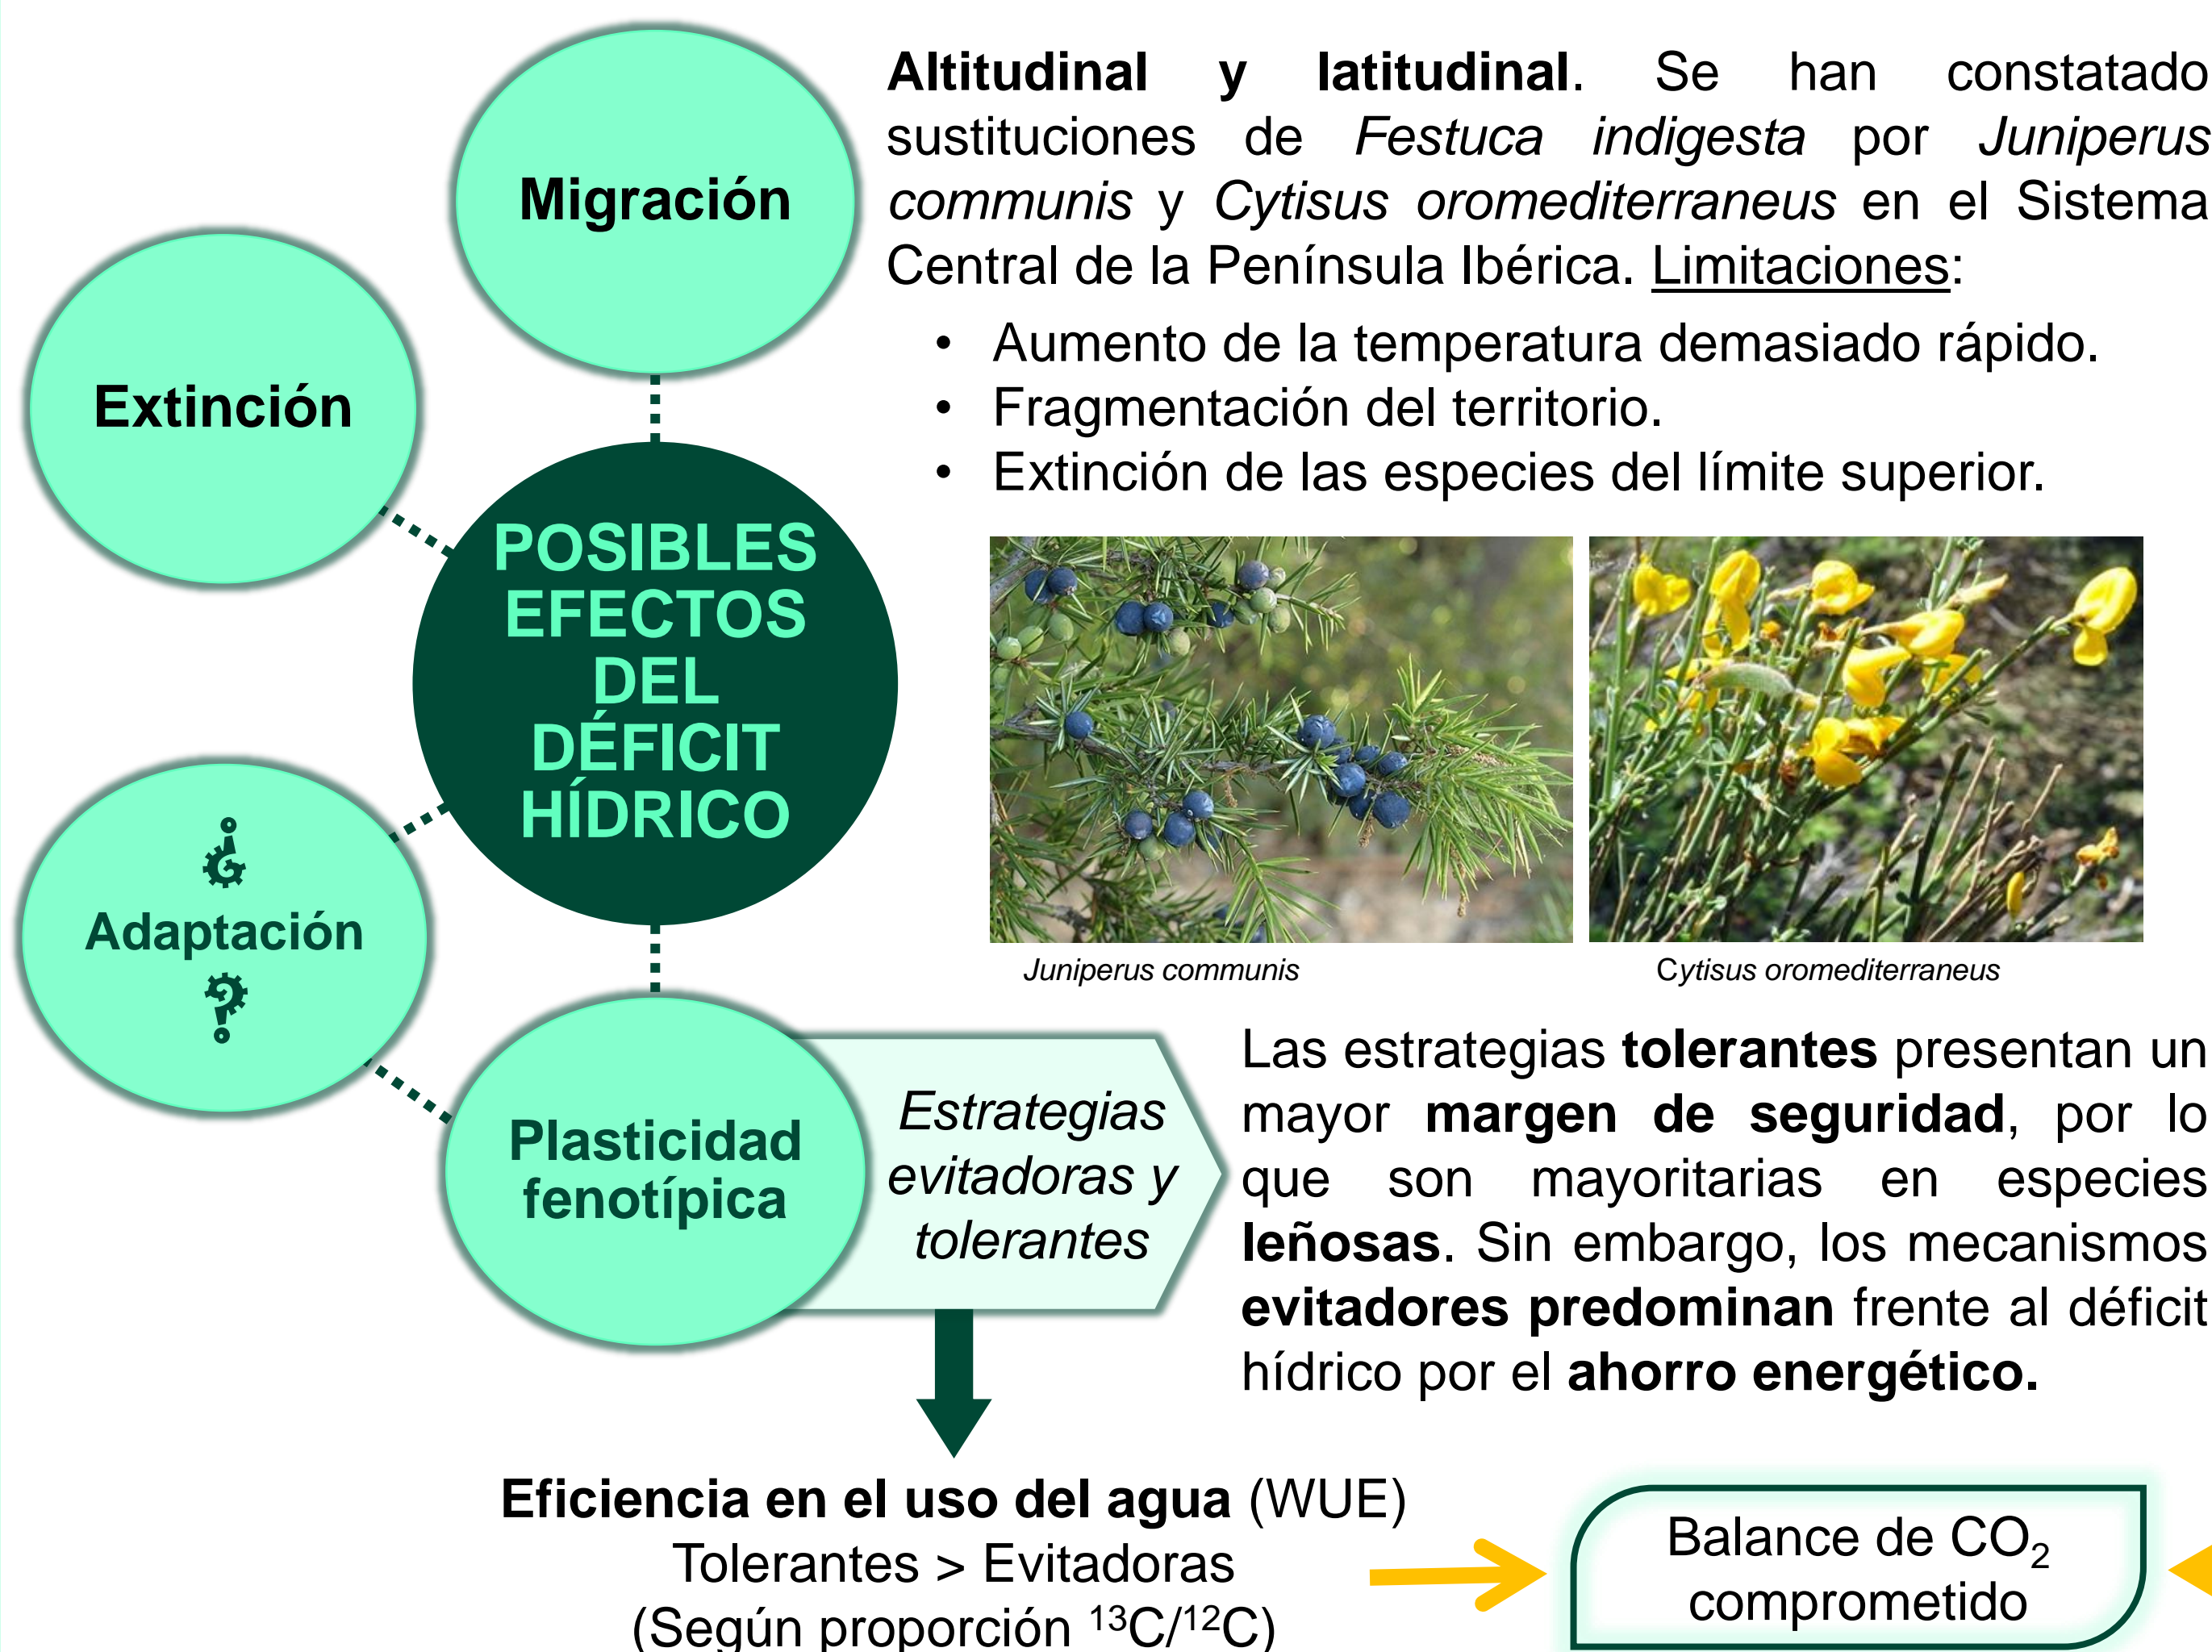 Migración
Extinción
POSIBLES
EFECTOS
DEL
DÉFICIT
HÍDRICO
¿
Adaptación
?
Plasticidad
fenotípica
Altitudinal y latitudinal. Se han constatado
sustituciones de Festuca indigesta por Juniperus
communis y Cytisus oromediterraneus en el Sistema
Central de la Península Ibérica. Limitaciones:
• Aumento de la temperatura demasiado rápido.
• Fragmentación del territorio.
• Extinción de las especies del límite superior.
Juniperus communis
Cytisus oromediterraneus
Estrategias
evitadoras y
tolerantes
Las estrategias tolerantes presentan un
mayor margen de seguridad, por lo
que son mayoritarias en especies
leñosas. Sin embargo, los mecanismos
evitadores predominan frente al déficit
hídrico por el ahorro energético.
Eficiencia en el uso del agua (WUE)
Tolerantes > Evitadoras
(Según proporción ¹³C/¹²C)
Balance de CO₂
comprometido